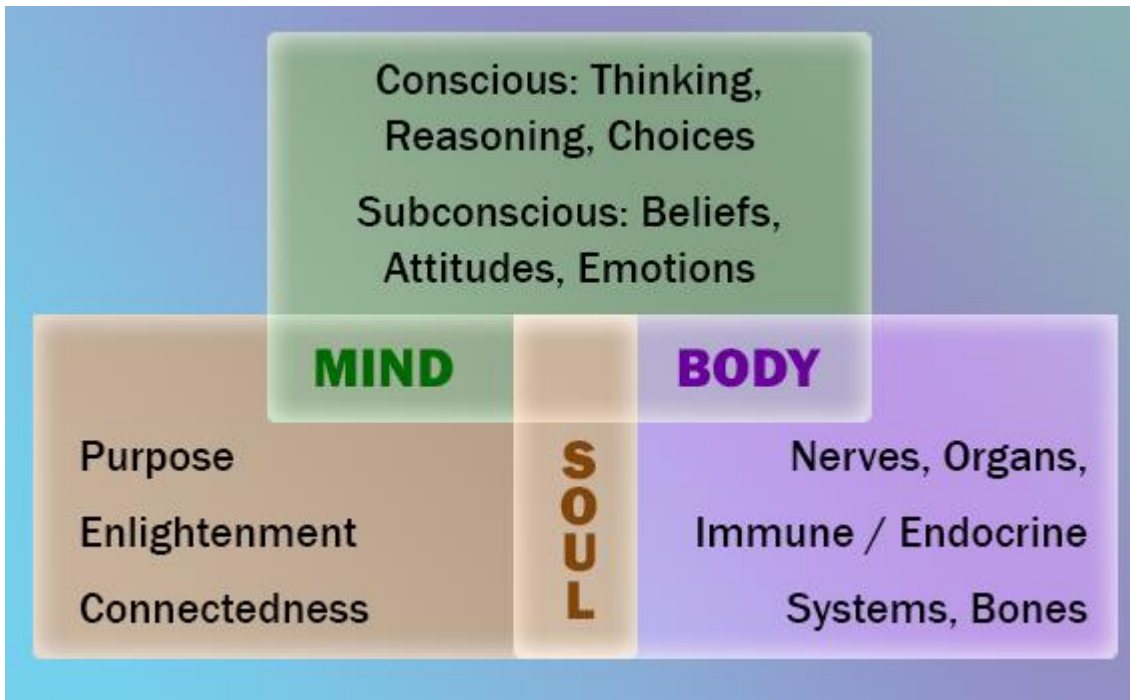 Conscious: Thinking,
Reasoning, Choices
Subconscious: Beliefs,
Attitudes, Emotions
MIND
BODY
Purpose
Enlightenment
Connectedness
SOUL
Nerves, Organs,
Immune / Endocrine
Systems, Bones